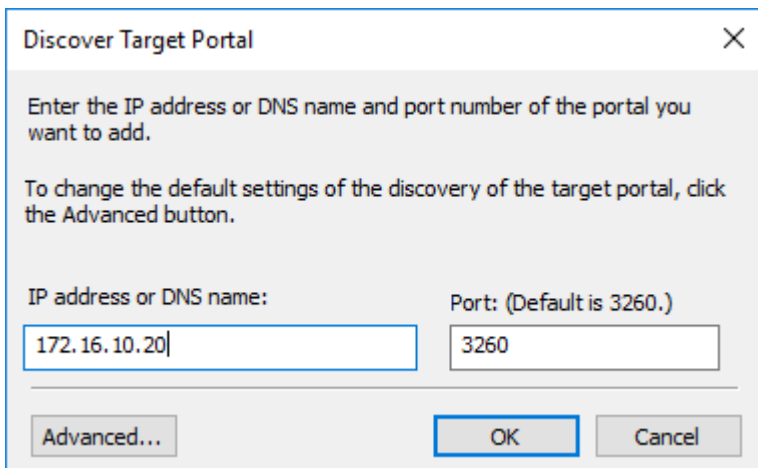 Discover Target Portal
Enter the IP address or DNS name and port number of the portal you
want to add.
To change the default settings of the discovery of the target portal, click
the Advanced button.
IP address or DNS name:
Port: (Default is 3260.)
172.16.10.20
3260
Advanced...
OK
Cancel